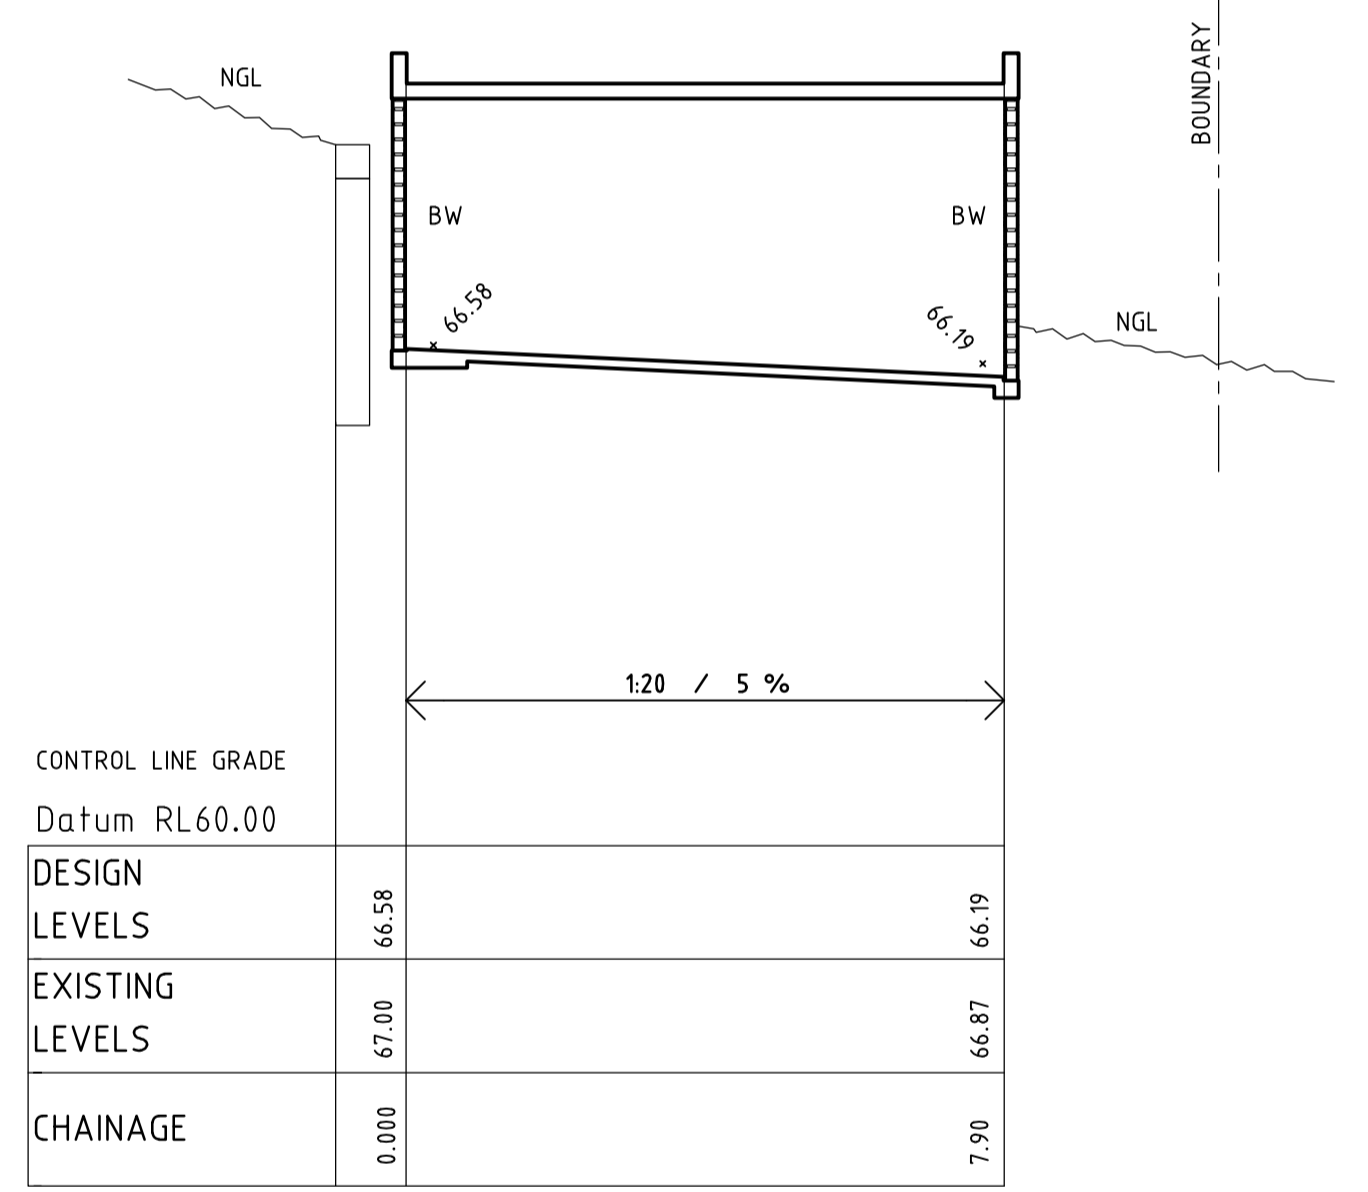 BOUNDARY
NGL
BW
BW
66.58
66.19
NGL
1:20 / 5 %
CONTROL LINE GRADE
Datum RL60.00
DESIGN
LEVELS
66.58
66.19
EXISTING
LEVELS
67.00
66.87
CHAINAGE
0.000
7.90